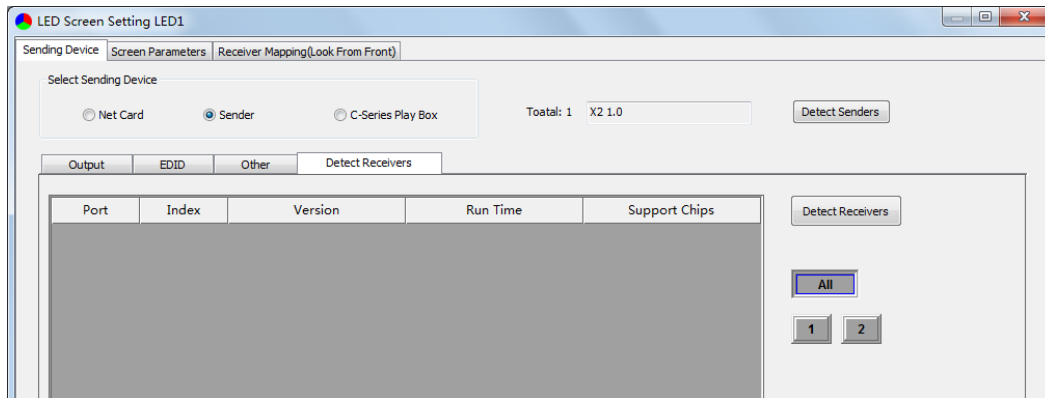 LED Screen Setting LED1
Sending Device Screen Parameters Receiver Mapping(Look From Front)
Select Sending Device
Net Card Sender C-Series Play Box Toatal: 1 X2 1.0 Detect Senders
Output EDID Other Detect Receivers
Port Index Version Run Time Support Chips Detect Receivers
All
1 2